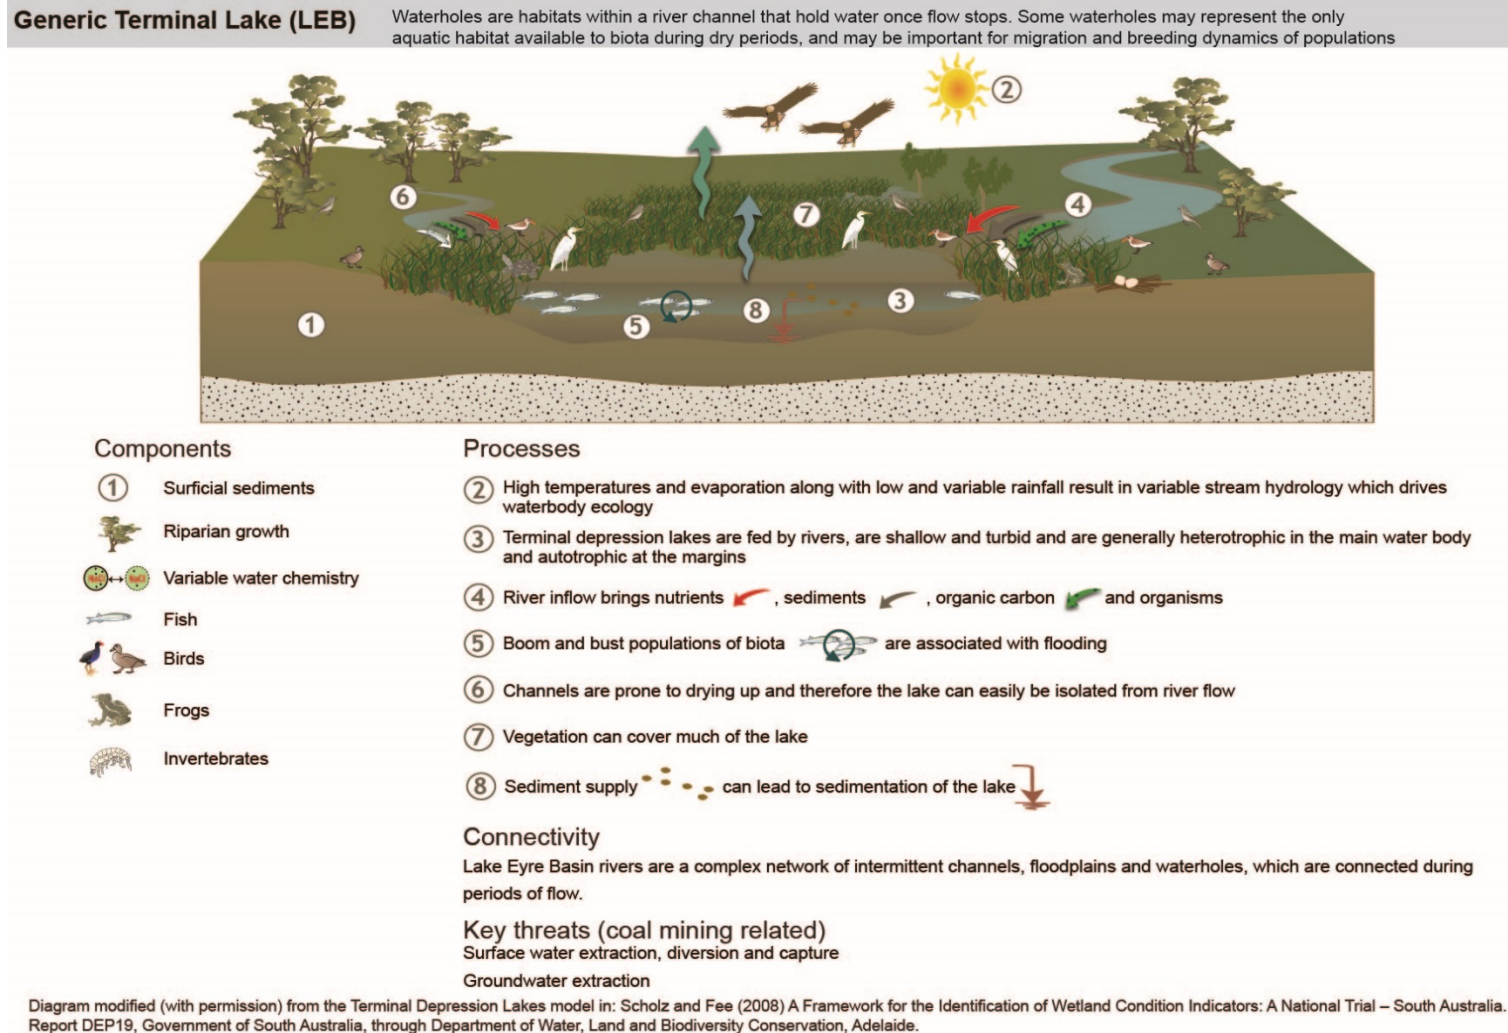 Generic Terminal Lake (LEB)
Waterholes are habitats within a river channel that hold water once flow stops. Some waterholes may represent the only
aquatic habitat available to biota during dry periods, and may be important for migration and breeding dynamics of populations
2
6
7
4
1
5
8
3
Components
1 Surficial sediments
Riparian growth
NaCl NaCl Variable water chemistry
Fish
Birds
Frogs
Invertebrates
Processes
2 High temperatures and evaporation along with low and variable rainfall result in variable stream hydrology which drives
waterbody ecology
3 Terminal depression lakes are fed by rivers, are shallow and turbid and are generally heterotrophic in the main water body
and autotrophic at the margins
4 River inflow brings nutrients , sediments , organic carbon and organisms
5 Boom and bust populations of biota are associated with flooding
6 Channels are prone to drying up and therefore the lake can easily be isolated from river flow
7 Vegetation can cover much of the lake
8 Sediment supply can lead to sedimentation of the lake
Connectivity
Lake Eyre Basin rivers are a complex network of intermittent channels, floodplains and waterholes, which are connected during
periods of flow.
Key threats (coal mining related)
Surface water extraction, diversion and capture
Groundwater extraction
Diagram modified (with permission) from the Terminal Depression Lakes model in: Scholz and Fee (2008) A Framework for the Identification of Wetland Condition Indicators: A National Trial – South Australia.
Report DEP19, Government of South Australia, through Department of Water, Land and Biodiversity Conservation, Adelaide.